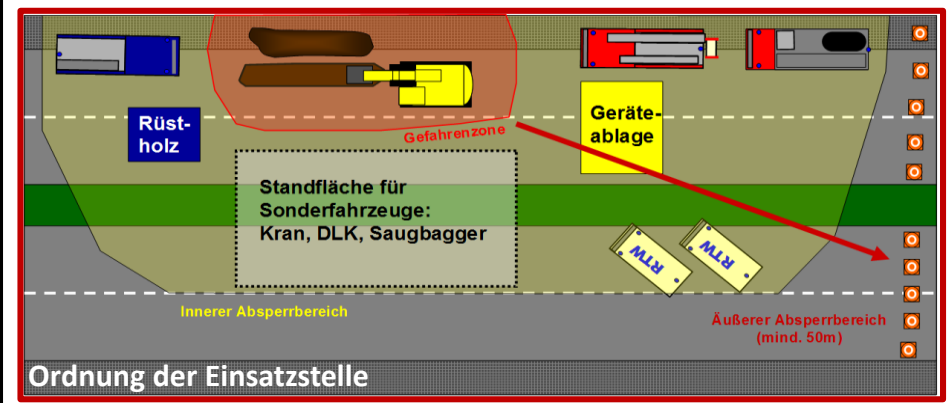 Rüst-
holz
Gefahrenzone
Geräte-
ablage
Standfläche für
Sonderfahrzeuge:
Kran, DLK, Saugbagger
RTW
RTW
Innerer Absperrbereich
Äußerer Absperrbereich
(mind. 50m)
Ordnung der Einsatzstelle